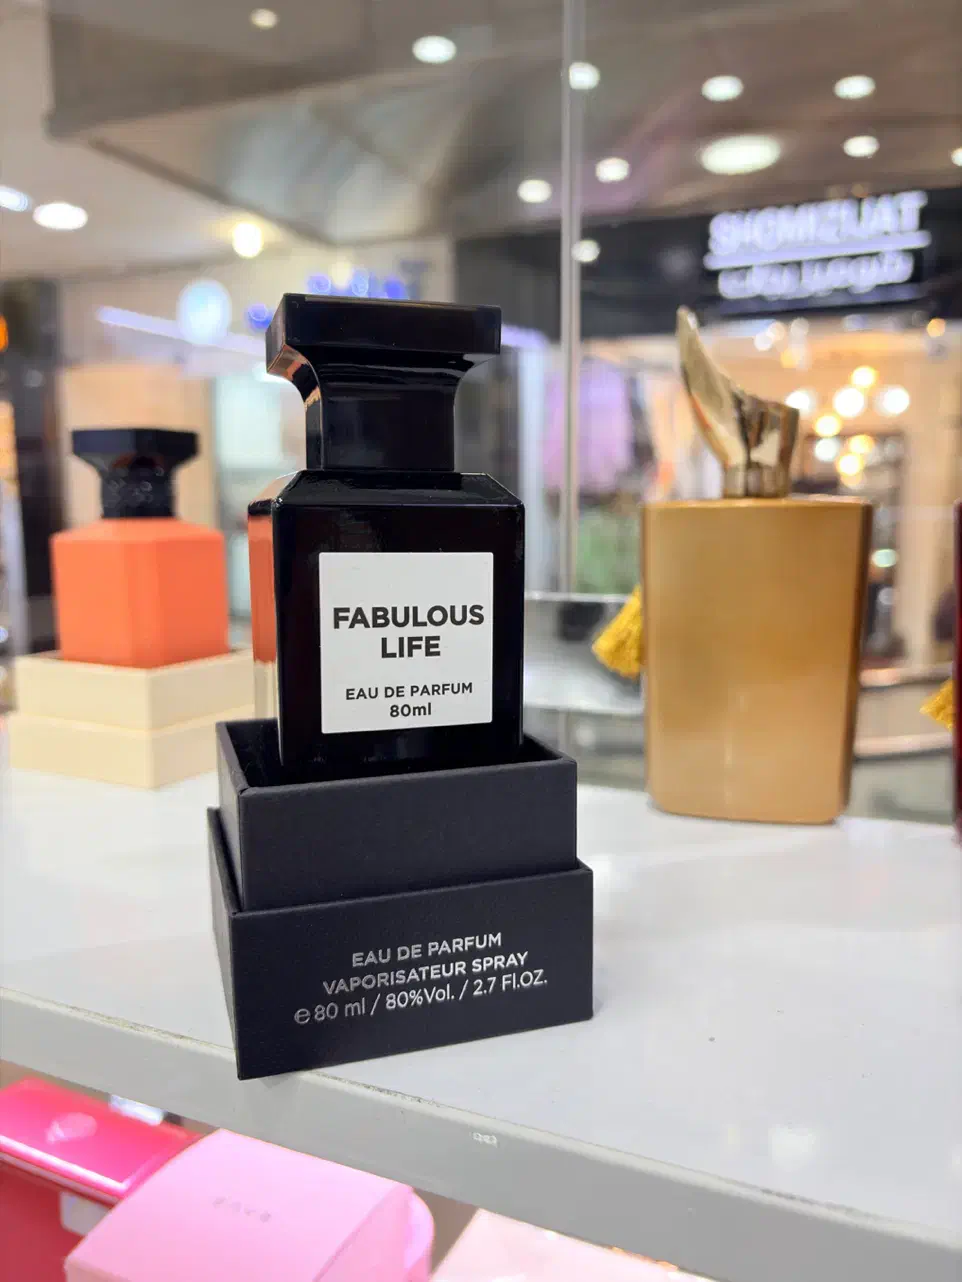 FABULOUS
LIFE
EAU DE PARFUM
80ml
EAU DE PARFUM
VAPORISATEUR SPRAY
℮ 80 ml / 80%Vol. / 2.7 Fl.OZ.